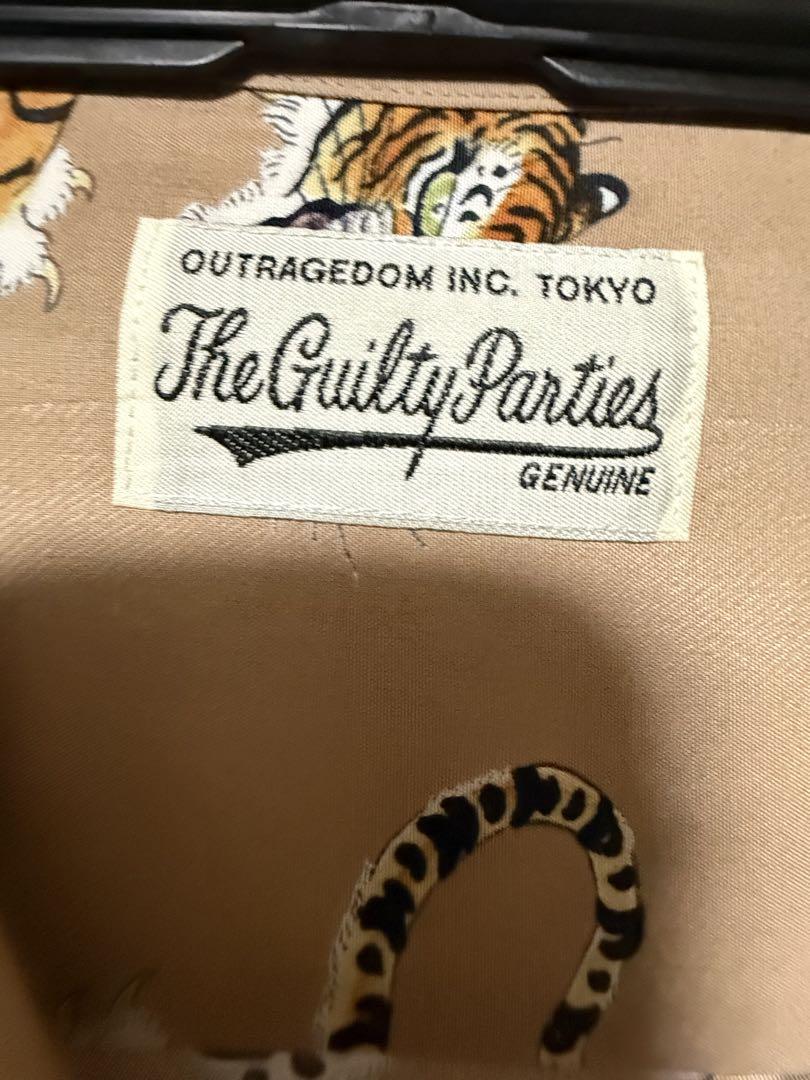 OUTRAGEDOM INC. TOKYO
The Guilty Parties
GENUINE